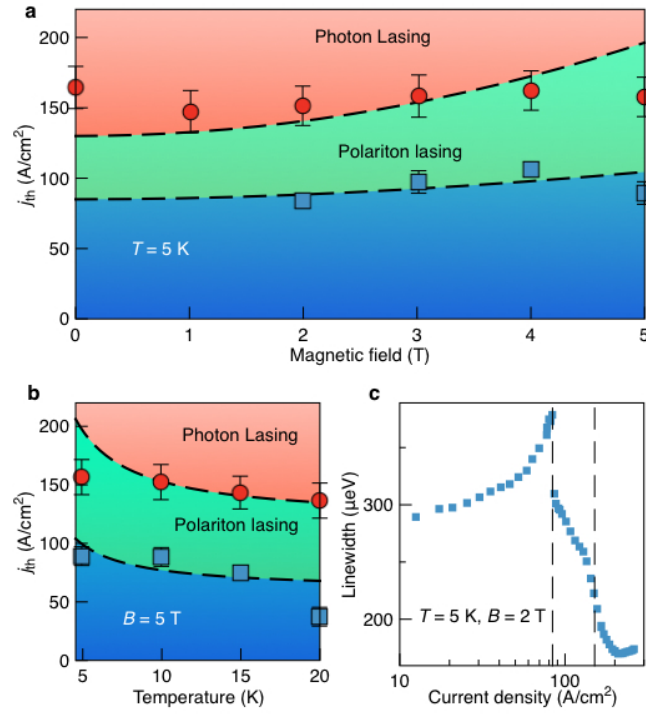 a
200
150
100
50
0
j_th (A/cm²)
Photon Lasing
Polariton lasing
T = 5 K
0 1 2 3 4 5
Magnetic field (T)
b
200
150
100
50
0
j_th (A/cm²)
Photon Lasing
Polariton lasing
B = 5 T
5 10 15 20
Temperature (K)
c
300
170
Linewidth (μeV)
T = 5 K, B = 2 T
10 100
Current density (A/cm²)